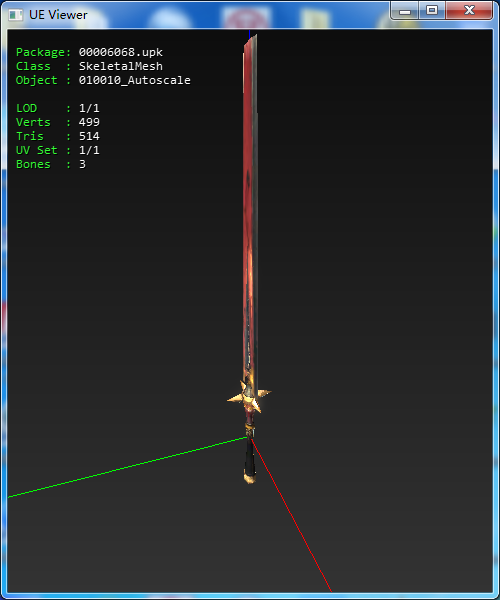 UE Viewer
Package: 00006068.upk
Class : SkeletalMesh
Object : 010010_Autoscale
LOD : 1/1
Verts : 499
Tris : 514
UV Set : 1/1
Bones : 3